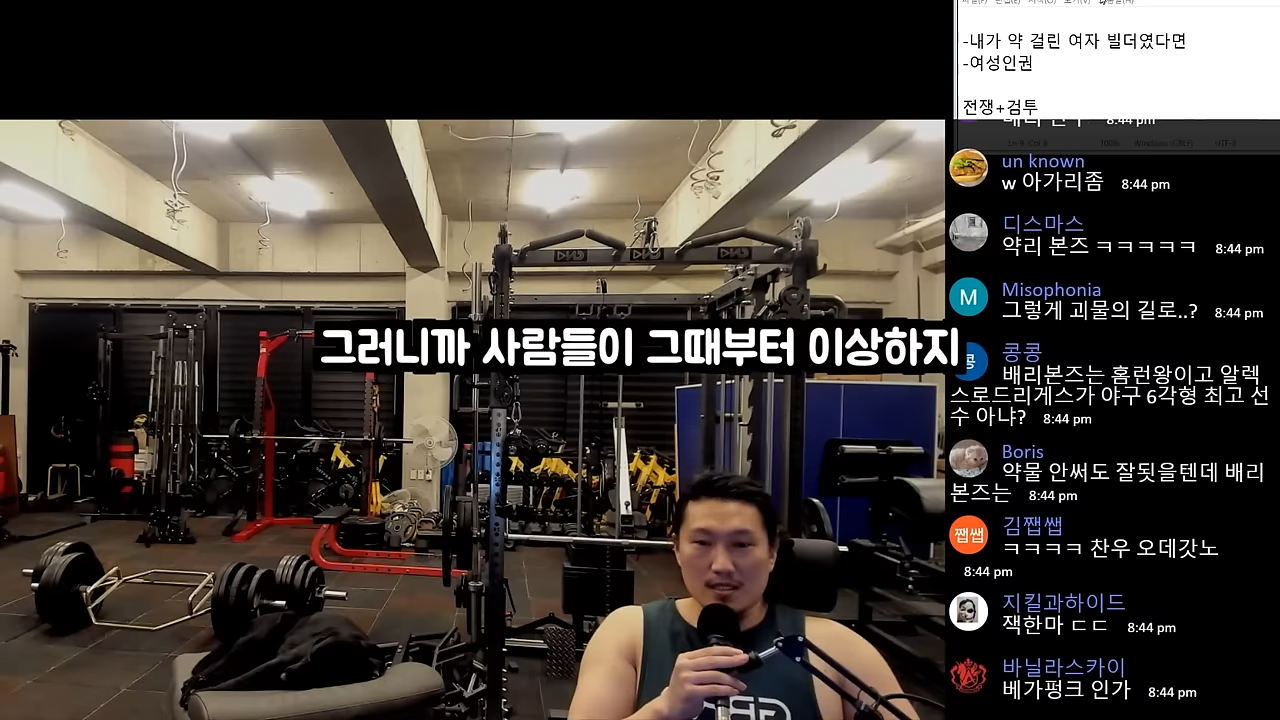 -내가 약 걸린 여자 빌더였다면
-여성인권
전쟁+검투
8:44 pm
un known
w 아가리좀 8:44 pm
디스마스
약리 본즈 ㅋㅋㅋㅋㅋ 8:44 pm
M
Misophonia
그렇게 괴물의 길로..? 8:44 pm
그러니까 사람들이 그때부터 이상하지
콩
콩콩
배리본즈는 홈런왕이고 알렉
스로드리게스가 야구 6각형 최고 선
수 아냐? 8:44 pm
Boris
약물 안써도 잘됫을텐데 배리
본즈는 8:44 pm
짭쌥
김짭쌥
ㅋㅋㅋㅋ 찬우 오데갓노
8:44 pm
지킬과하이드
잭한마 ㄷㄷ 8:44 pm
바닐라스카이
베가펑크 인가 8:44 pm